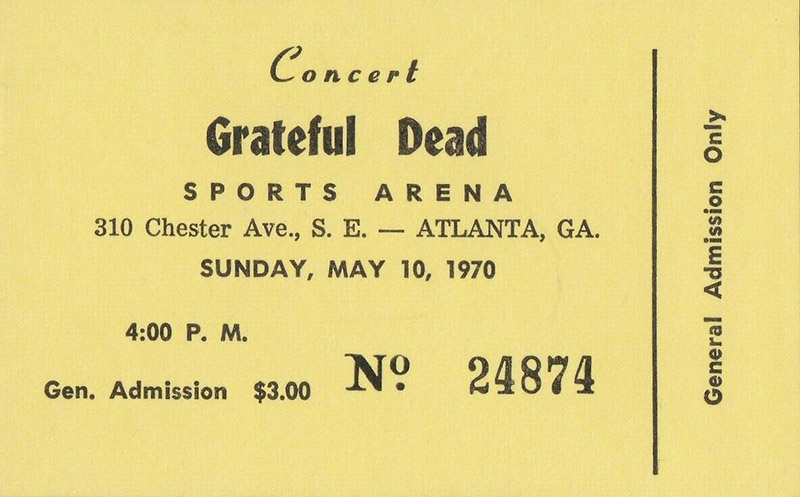 Concert
Grateful Dead
SPORTS ARENA
310 Chester Ave., S. E. — ATLANTA, GA.
SUNDAY, MAY 10, 1970
4:00 P. M.
Gen. Admission $3.00 Nº. 24874
General Admission Only